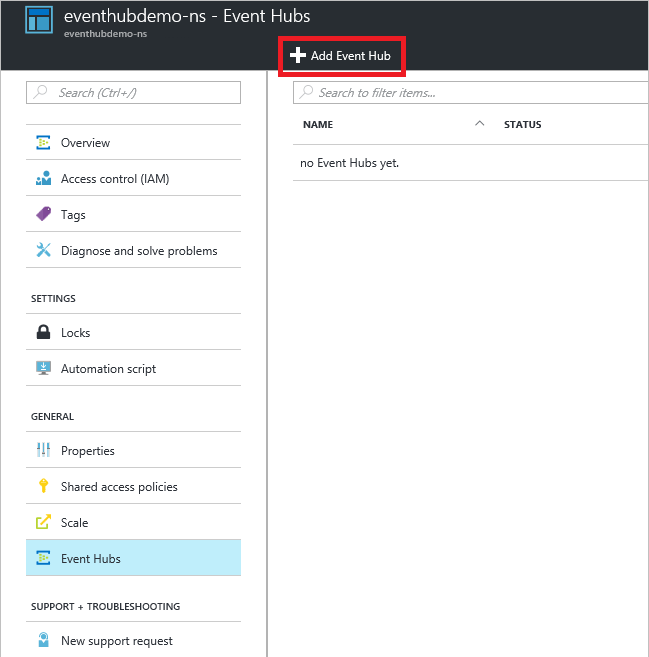 eventhubdemo-ns - Event Hubs
eventhubdemo-ns
Add Event Hub
Search (Ctrl+/)
Overview
Access control (IAM)
Tags
Diagnose and solve problems
SETTINGS
Locks
Automation script
GENERAL
Properties
Shared access policies
Scale
Event Hubs
SUPPORT + TROUBLESHOOTING
New support request
Search to filter items...
NAME STATUS
no Event Hubs yet.